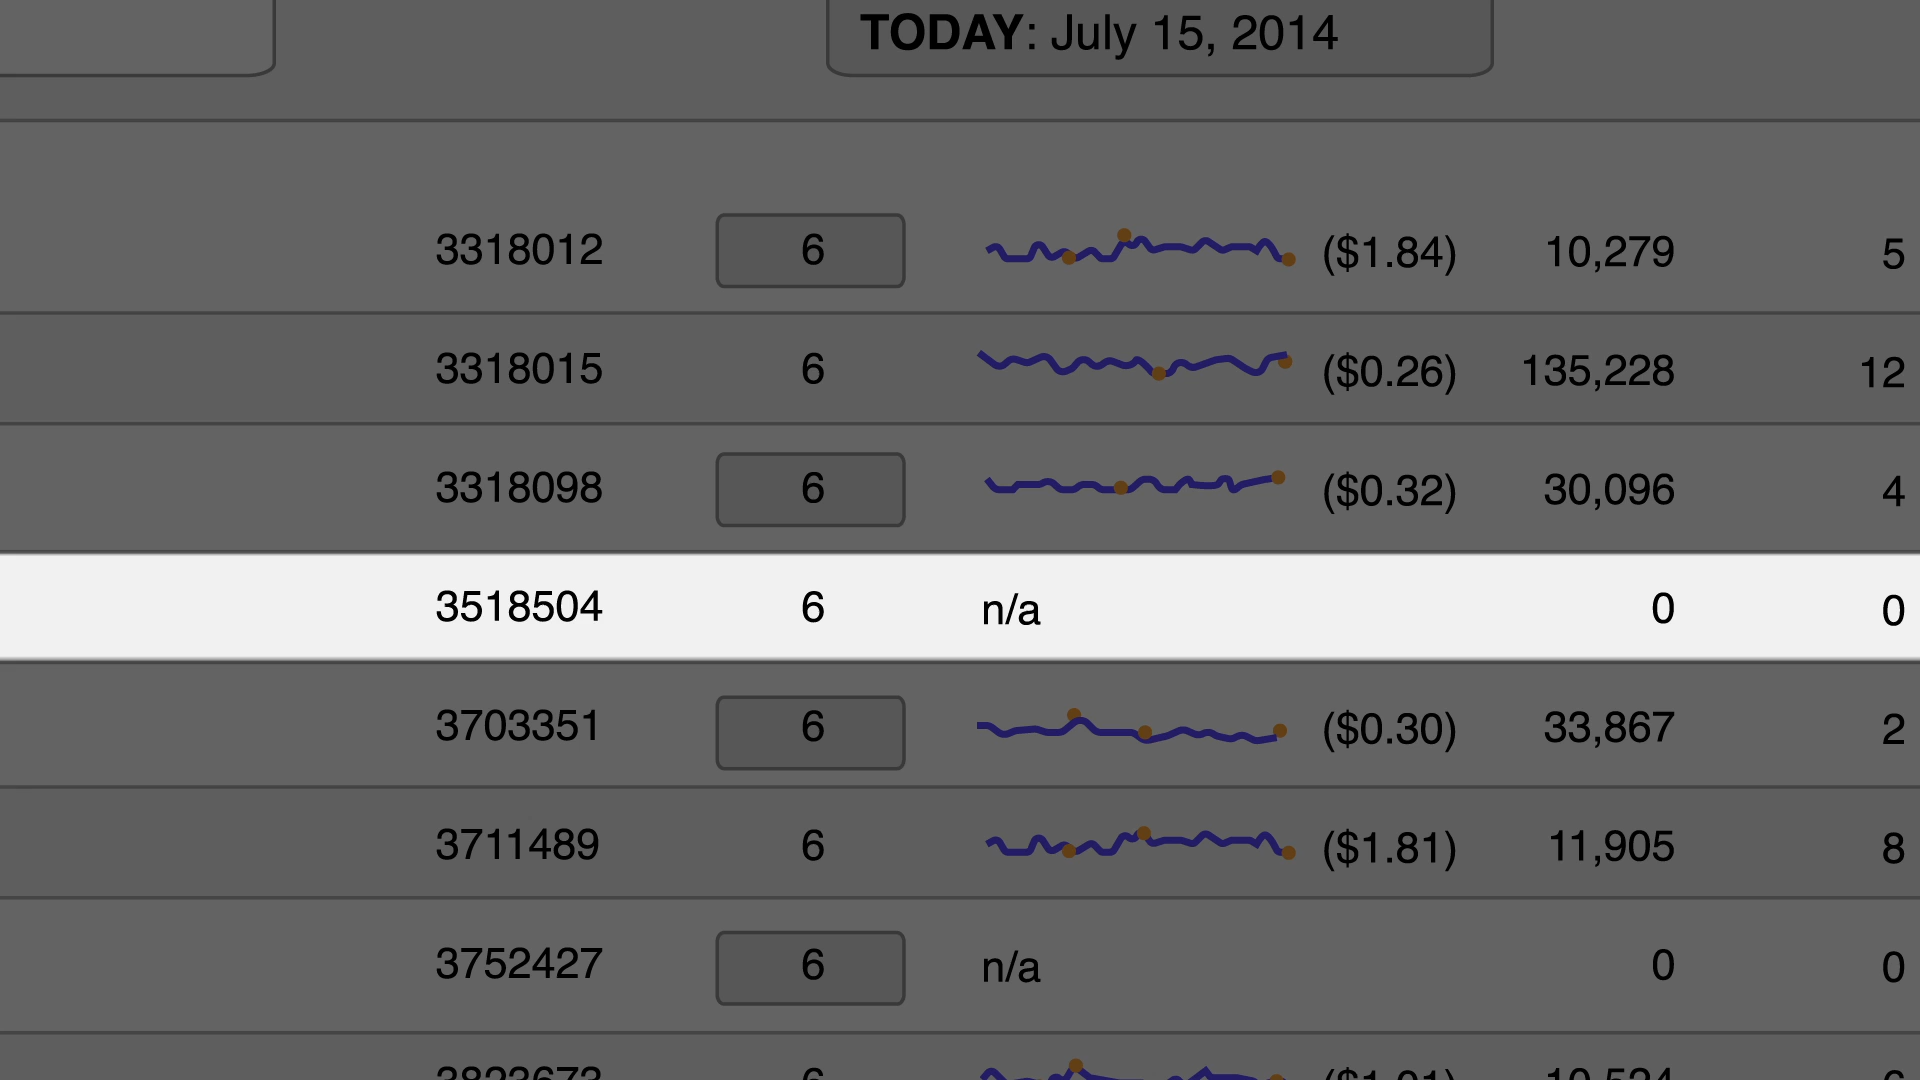 TODAY: July 15, 2014
3318012 6 ($1.84) 10,279 5
3318015 6 ($0.26) 135,228 12
3318098 6 ($0.32) 30,096 4
3518504 6 n/a 0 0
3703351 6 ($0.30) 33,867 2
3711489 6 ($1.81) 11,905 8
3752427 6 n/a 0 0